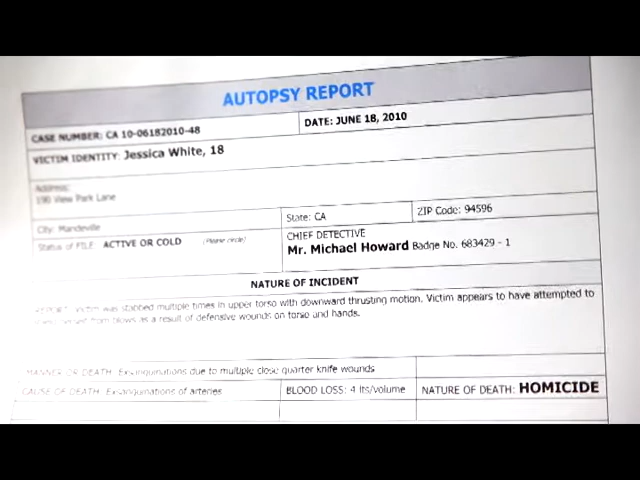 AUTOPSY REPORT
CASE NUMBER: CA 10-06182010-48
DATE: JUNE 18, 2010
VICTIM IDENTITY: Jessica White, 18
Address:
190 View Park Lane
City: Mandeville
State: CA
ZIP Code: 94596
Status of FILE: ACTIVE OR COLD (Please circle)
CHIEF DETECTIVE
Mr. Michael Howard Badge No. 683429 - 1
NATURE OF INCIDENT
REPORT: Victim was stabbed multiple times in upper torso with downward thrusting motion. Victim appears to have attempted to
from blows as a result of defensive wounds on torso and hands.
MANNER OR DEATH: Exsanguinations due to multiple close quarter knife wounds
CAUSE OF DEATH: Exsanguinations of arteries
BLOOD LOSS: 4 lts/volume
NATURE OF DEATH: HOMICIDE